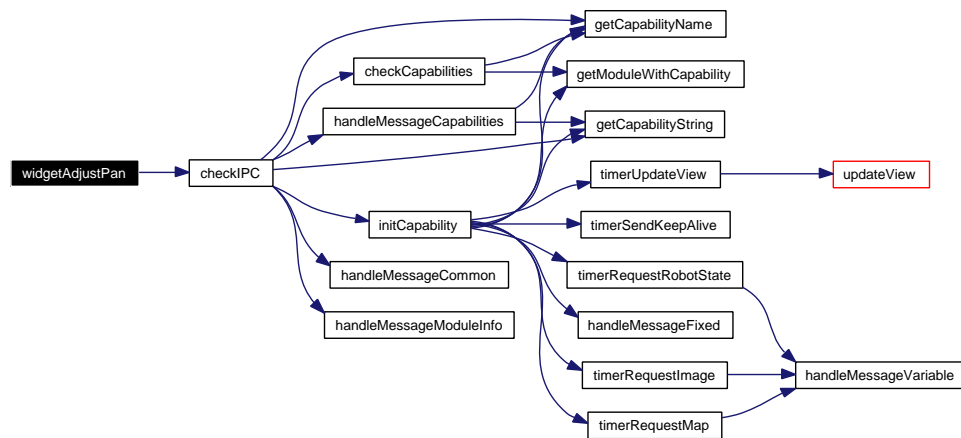 getCapabilityName
checkCapabilities
getModuleWithCapability
handleMessageCapabilities
getCapabilityString
widgetAdjustPan
checkIPC
timerUpdateView
updateView
initCapability
timerSendKeepAlive
handleMessageCommon
timerRequestRobotState
handleMessageModuleInfo
handleMessageFixed
timerRequestImage
handleMessageVariable
timerRequestMap